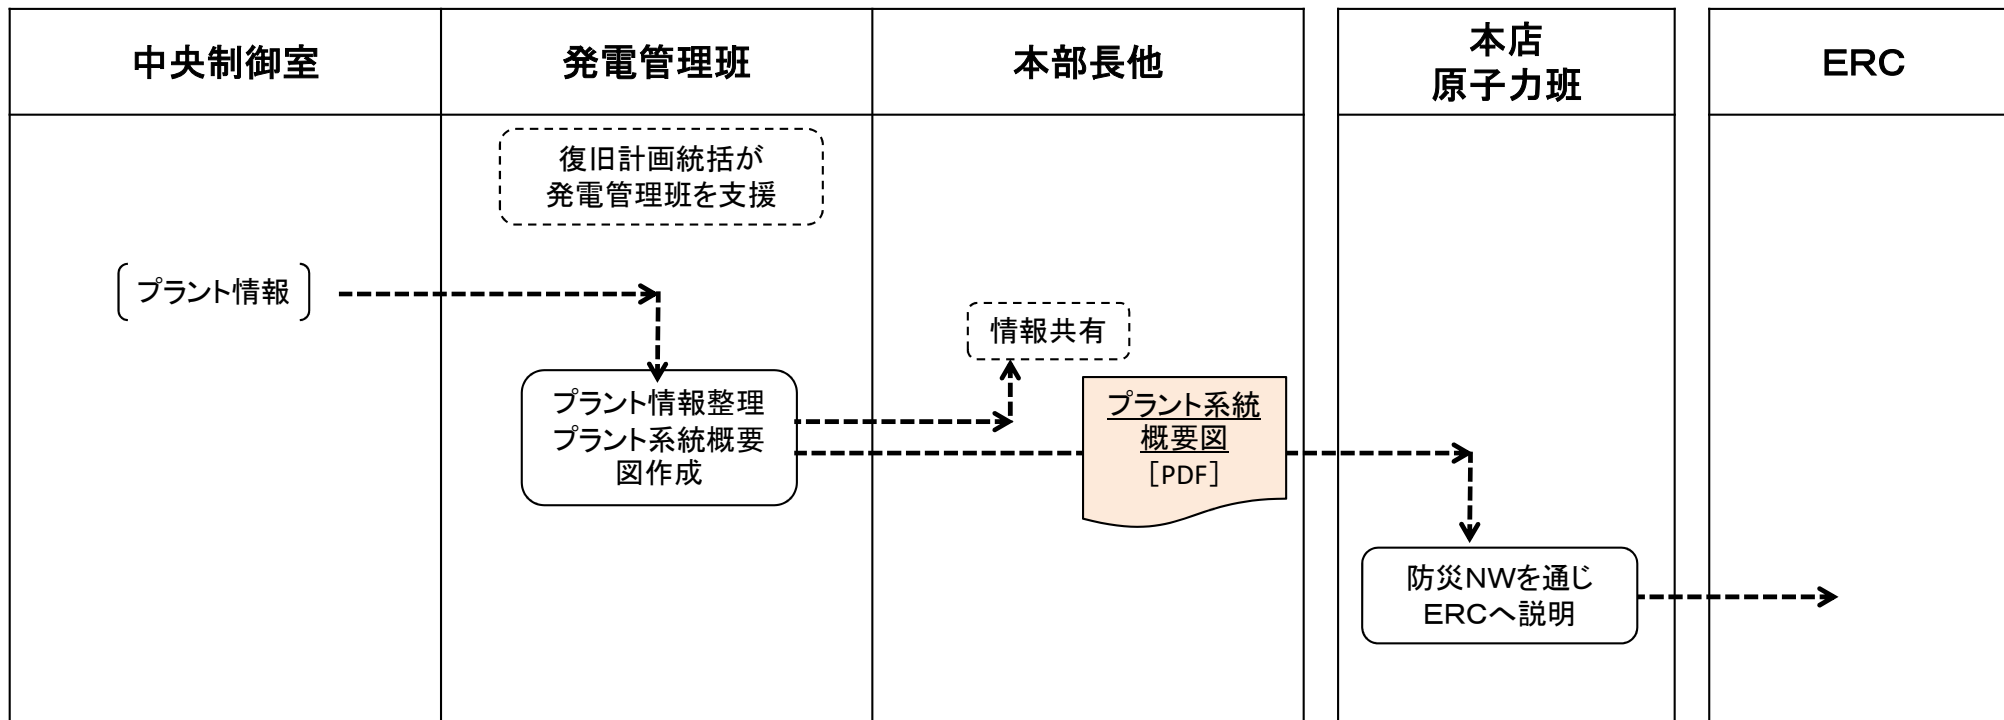 中央制御室
発電管理班
本部長他
本店
原子力班
ERC
復旧計画統括が
発電管理班を支援
プラント情報
情報共有
プラント情報整理
プラント系統概要
図作成
プラント系統
概要図
［PDF］
防災NWを通じ
ERCへ説明